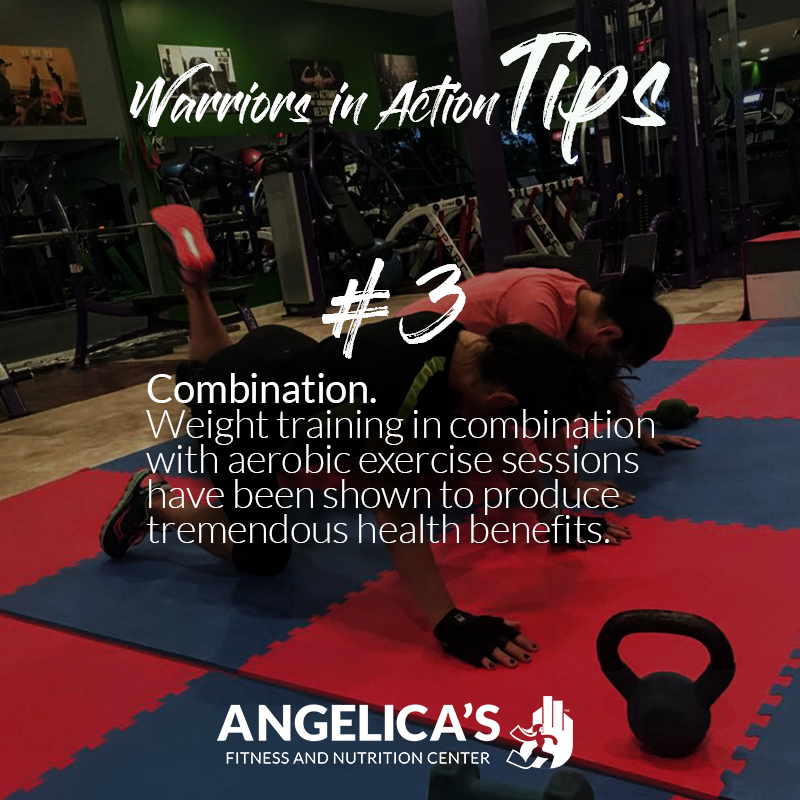 Warriors in Action Tips
# 3
Combination.
Weight training in combination
with aerobic exercise sessions
have been shown to produce
tremendous health benefits.
ANGELICA'S
FITNESS AND NUTRITION CENTER